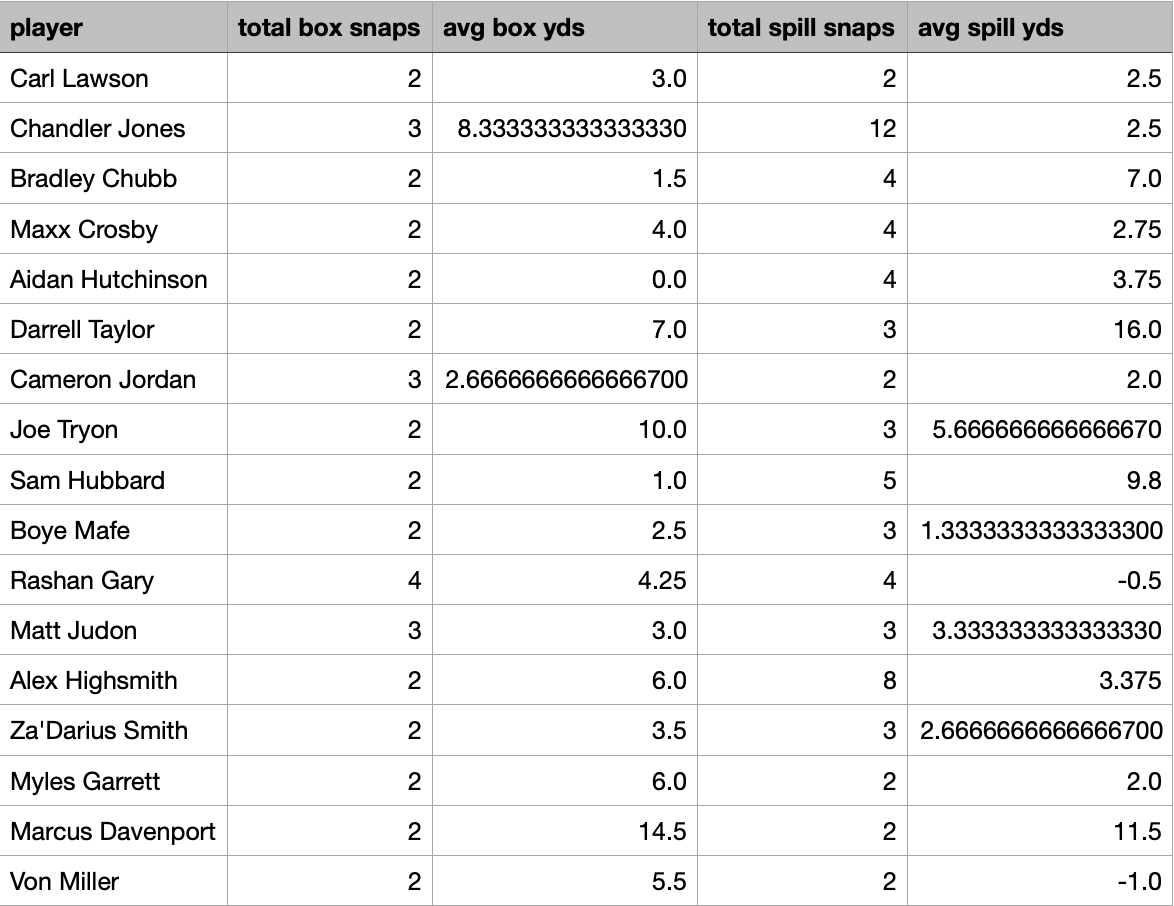 player total box snaps avg box yds total spill snaps avg spill yds
Carl Lawson 2 3.0 2 2.5
Chandler Jones 3 8.333333333333330 12 2.5
Bradley Chubb 2 1.5 4 7.0
Maxx Crosby 2 4.0 4 2.75
Aidan Hutchinson 2 0.0 4 3.75
Darrell Taylor 2 7.0 3 16.0
Cameron Jordan 3 2.6666666666666700 2 2.0
Joe Tryon 2 10.0 3 5.666666666666670
Sam Hubbard 2 1.0 5 9.8
Boye Mafe 2 2.5 3 1.3333333333333300
Rashan Gary 4 4.25 4 -0.5
Matt Judon 3 3.0 3 3.333333333333330
Alex Highsmith 2 6.0 8 3.375
Za'Darius Smith 2 3.5 3 2.6666666666666700
Myles Garrett 2 6.0 2 2.0
Marcus Davenport 2 14.5 2 11.5
Von Miller 2 5.5 2 -1.0